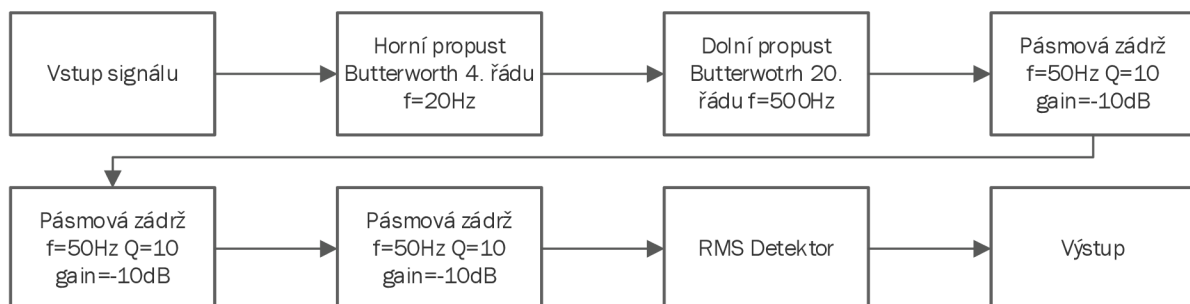 Vstup signálu
Horní propust
Butterworth 4. řádu
f=20Hz
Dolní propust
Butterwotrh 20.
řádu f=500Hz
Pásmová zádrž
f=50Hz Q=10
gain=-10dB
Pásmová zádrž
f=50Hz Q=10
gain=-10dB
Pásmová zádrž
f=50Hz Q=10
gain=-10dB
RMS Detektor
Výstup